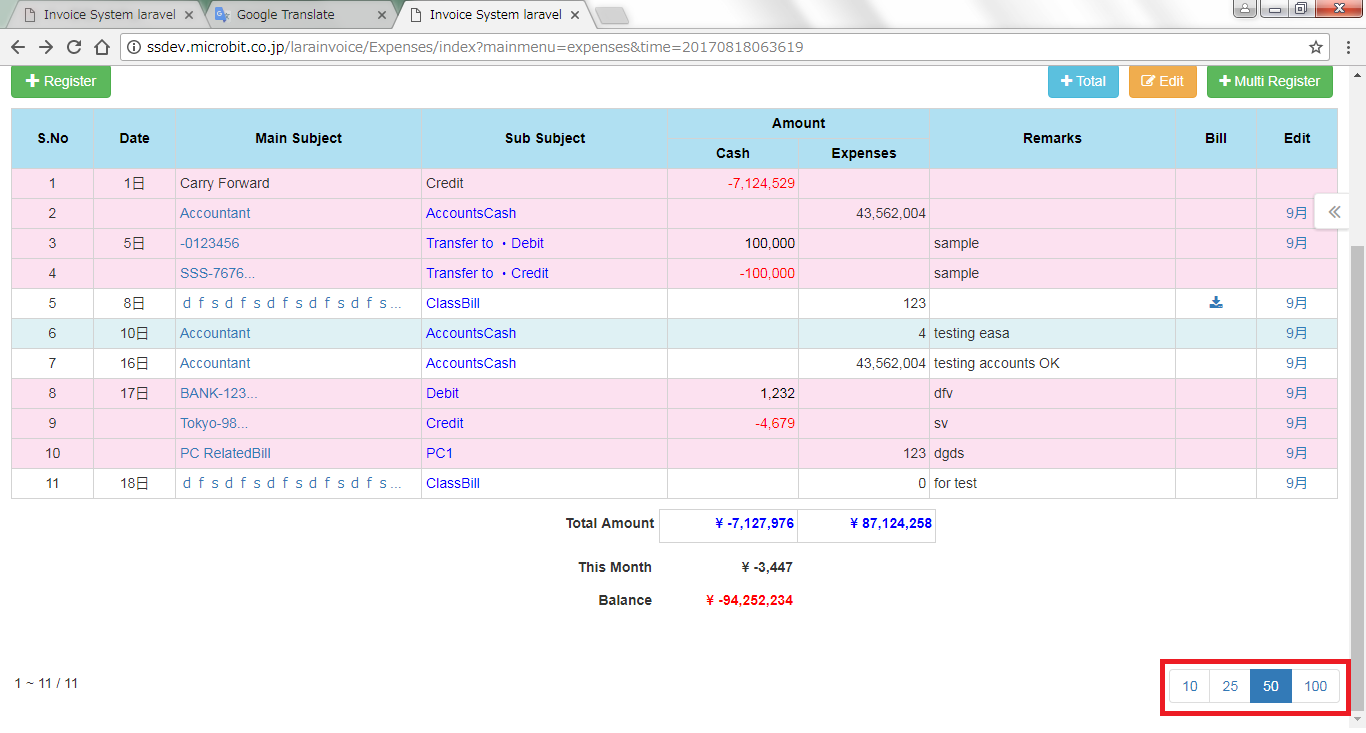 Invoice System laravel
Google Translate
Invoice System laravel
ssdev.microbit.co.jp/larainvoice/Expenses/index?mainmenu=expenses&time=20170818063619
Register
Total Edit Multi Register
S.No Date Main Subject Sub Subject Amount Remarks Bill Edit
Cash Expenses
1 1日 Carry Forward Credit -7,124,529
2 Accountant AccountsCash 43,562,004 9月
3 5日 -0123456 Transfer to ・Debit 100,000 sample 9月
4 SSS-7676... Transfer to ・Credit -100,000 sample
5 8日 ｄｆｓｄｆｓｄｆｓｄｆｓｄｆｓ... ClassBill 123 9月
6 10日 Accountant AccountsCash 4 testing easa 9月
7 16日 Accountant AccountsCash 43,562,004 testing accounts OK 9月
8 17日 BANK-123... Debit 1,232 dfv 9月
9 Tokyo-98... Credit -4,679 sv 9月
10 PC RelatedBill PC1 123 dgds 9月
11 18日 ｄｆｓｄｆｓｄｆｓｄｆｓｄｆｓ... ClassBill 0 for test 9月
Total Amount ¥ -7,127,976 ¥ 87,124,258
This Month ¥ -3,447
Balance ¥ -94,252,234
1 ~ 11 / 11
10 25 50 100